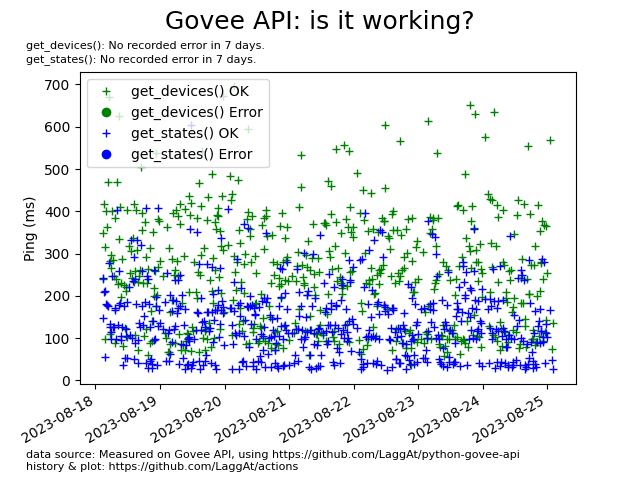 Govee API: is it working?
get_devices(): No recorded error in 7 days.
get_states(): No recorded error in 7 days.
get_devices() OK
get_devices() Error
get_states() OK
get_states() Error
Ping (ms)
700
600
500
400
300
200
100
0
2023-08-18
2023-08-19
2023-08-20
2023-08-21
2023-08-22
2023-08-23
2023-08-24
2023-08-25
data source: Measured on Govee API, using https://github.com/LaggAt/python-govee-api
history & plot: https://github.com/LaggAt/actions